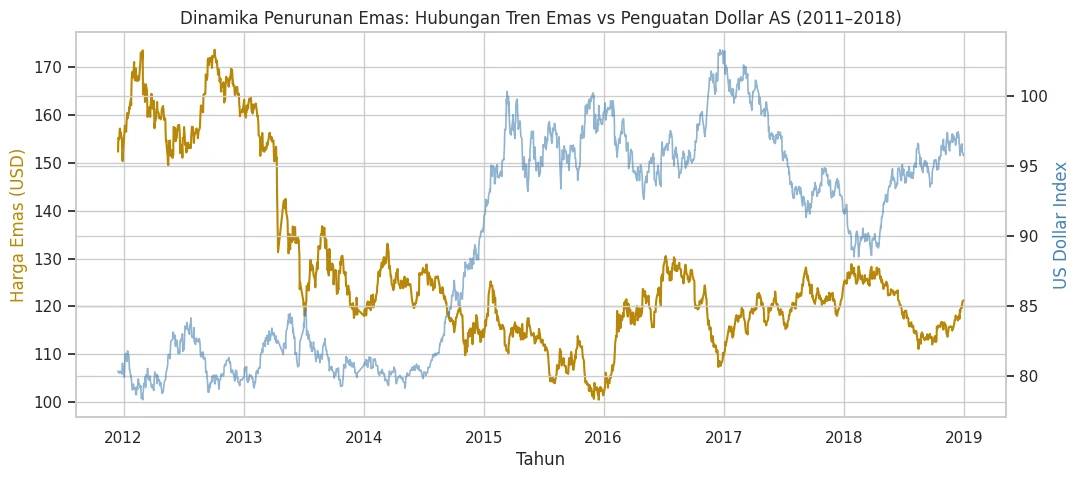 Dinamika Penurunan Emas: Hubungan Tren Emas vs Penguatan Dollar AS (2011–2018)
Harga Emas (USD)
170
160
150
140
130
120
110
100
100
95
90
85
80
US Dollar Index
2012 2013 2014 2015 2016 2017 2018 2019
Tahun